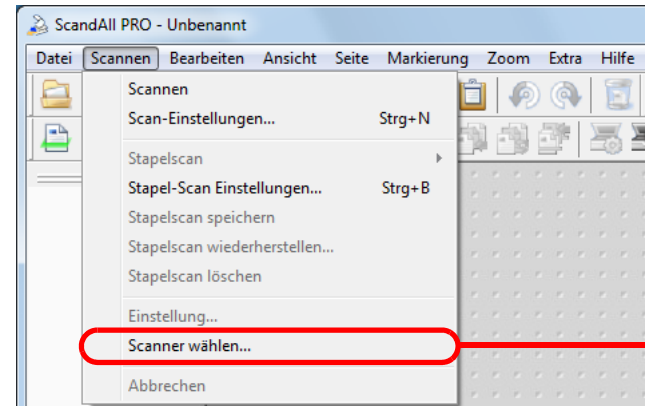 ScandAll PRO - Unbenannt
Datei Scannen Bearbeiten Ansicht Seite Markierung Zoom Extra Hilfe
Scannen
Scan-Einstellungen... Strg+N
Stapelscan
Stapel-Scan Einstellungen... Strg+B
Stapelscan speichern
Stapelscan wiederherstellen...
Stapelscan löschen
Einstellung...
Scanner wählen...
Abbrechen